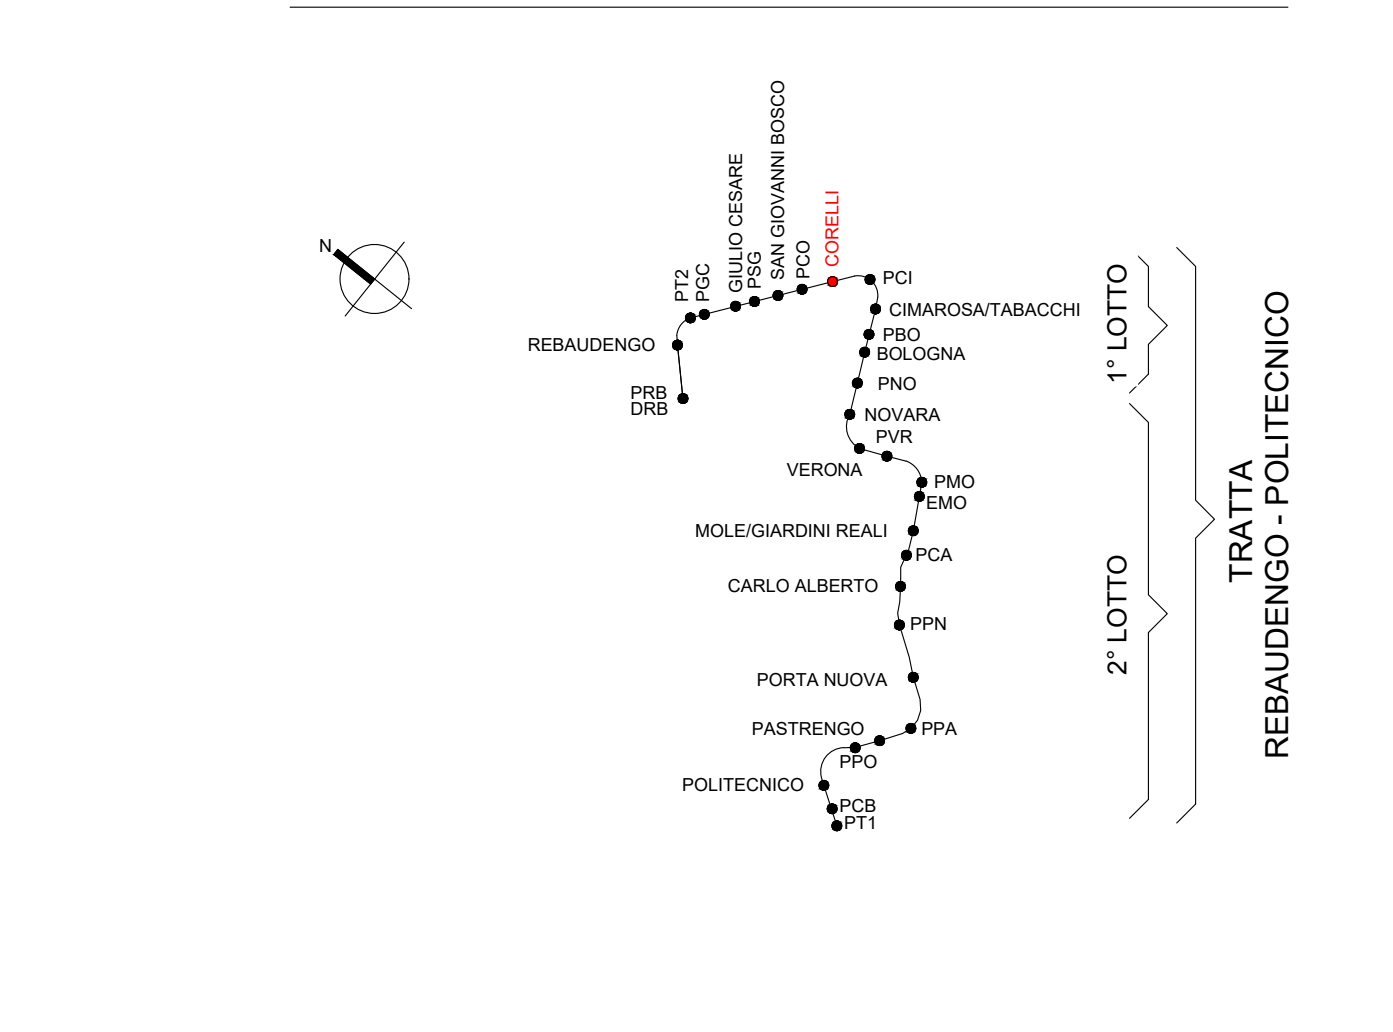 N
REBAUDENGO
PRB
DRB
PT2
PGC
GIULIO CESARE
PSG
SAN GIOVANNI BOSCO
PCO
CORELLI
PCI
CIMAROSA/TABACCHI
PBO
BOLOGNA
PNO
NOVARA
PVR
VERONA
PMO
EMO
MOLE/GIARDINI REALI
PCA
CARLO ALBERTO
PPN
PORTA NUOVA
PASTRENGO
PPA
PPO
POLITECNICO
PCB
PT1
1° LOTTO
2° LOTTO
TRATTA
REBAUDENGO - POLITECNICO